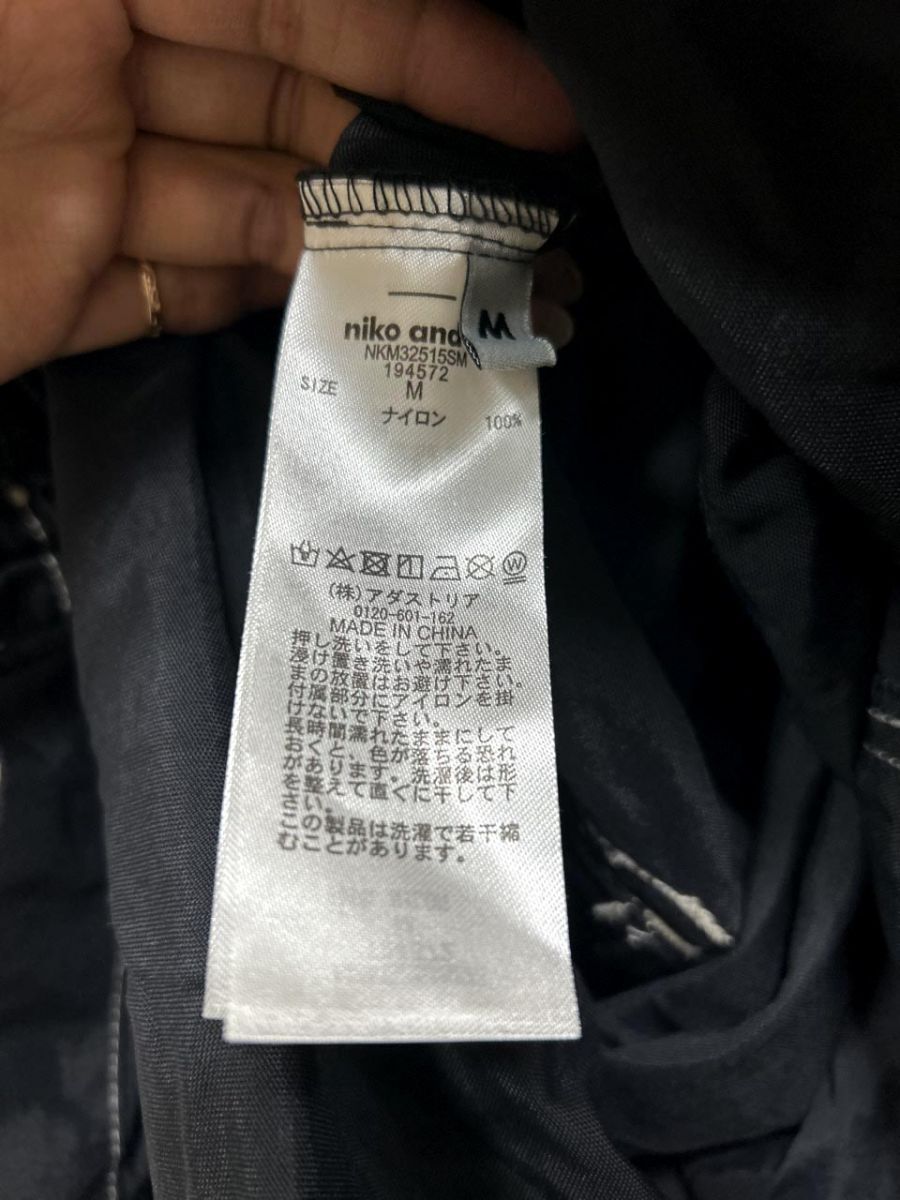 niko and
M
NKM32515SM
194572
SIZE M
ナイロン 100%
W
(株)アダストリア
0120-601-162
MADE IN CHINA
押し洗いをして下さい。
浸け置き洗いや濡れたま
まの放置はお避け下さい。
付属部分にアイロンを掛
けないで下さい。
長時間濡れたままにして
おくと、色が落ちる恐れ
があります。洗濯後は形
を整えて直ぐに干して下
さい。
この製品は洗濯で若干縮
むことがあります。